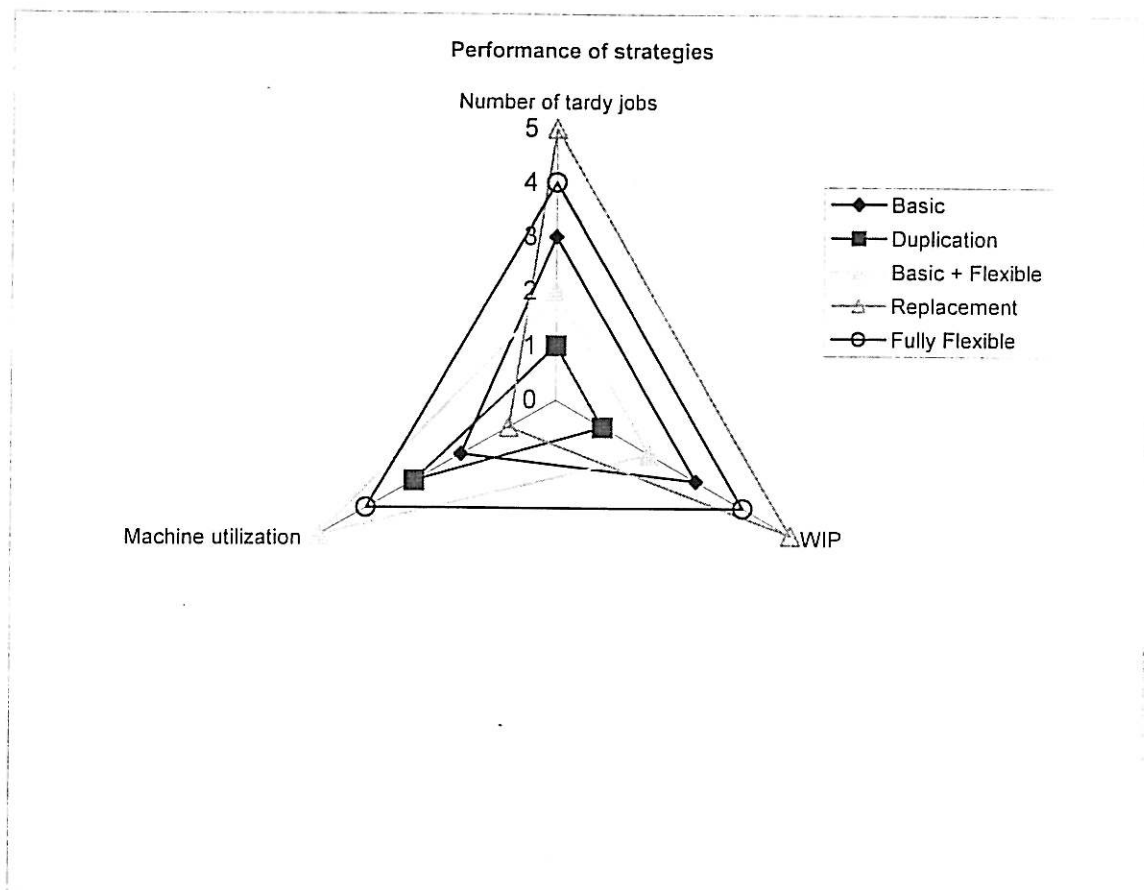 Performance of strategies
Number of tardy jobs
5
4
3
2
1
0
Basic
Duplication
Basic + Flexible
Replacement
Fully Flexible
Machine utilization
WIP